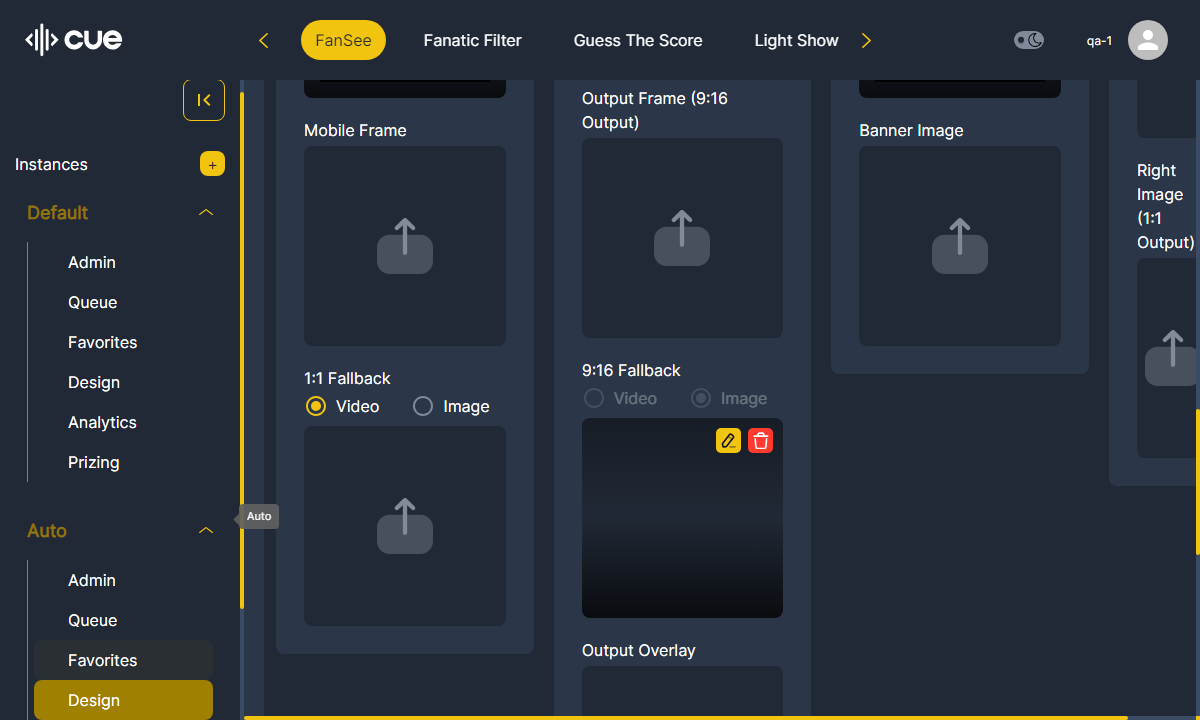 cue
FanSee
Fanatic Filter
Guess The Score
Light Show
qa-1
Instances
+
Default
Admin
Queue
Favorites
Design
Analytics
Prizing
Auto
Admin
Queue
Favorites
Design
Auto
Mobile Frame
1:1 Fallback
Video
Image
Output Frame (9:16
Output)
9:16 Fallback
Video
Image
Output Overlay
Banner Image
Right
Image
(1:1
Output)